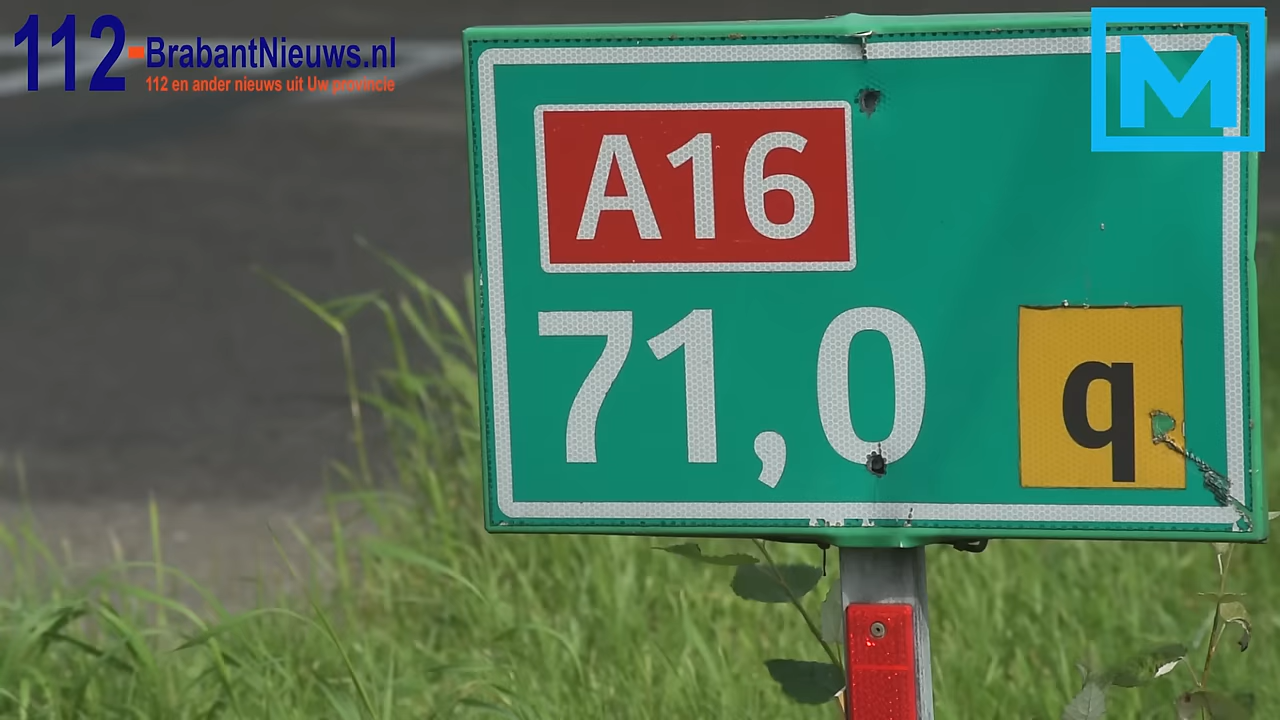 112-BrabantNieuws.nl
112 en ander nieuws uit Uw provincie
M
A16
71,0 q